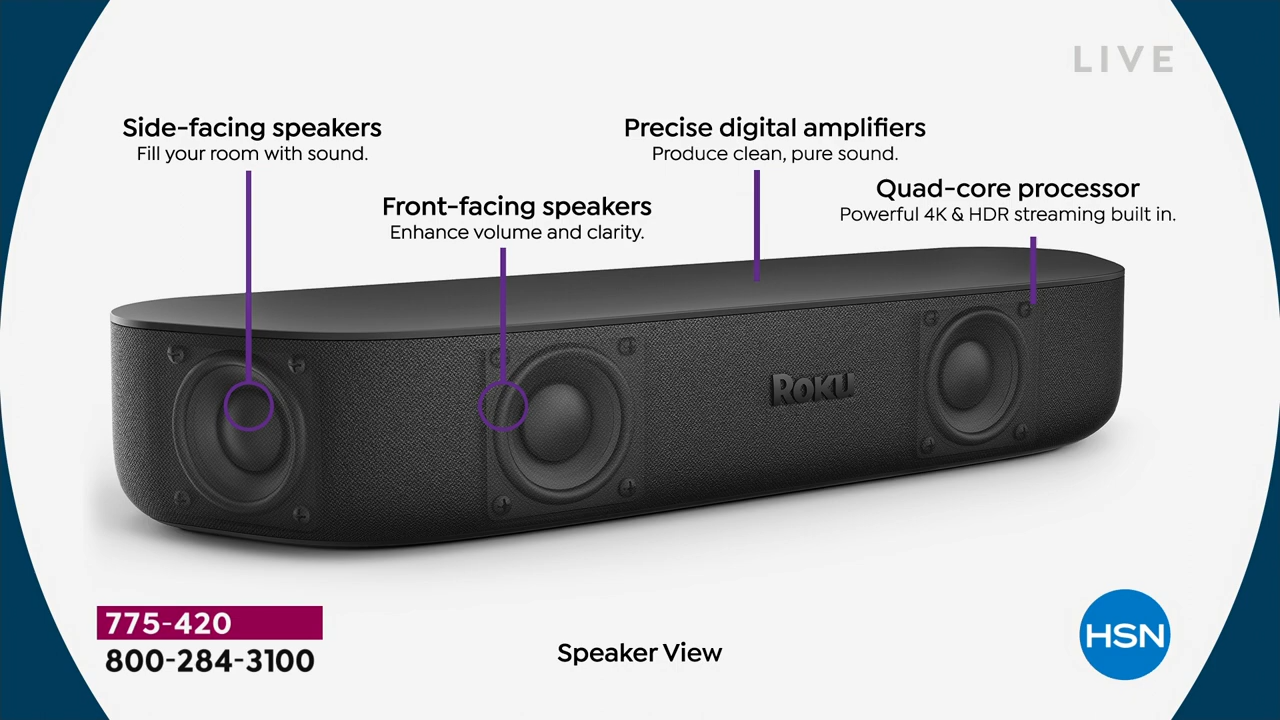 LIVE
Side-facing speakers
Fill your room with sound.
Precise digital amplifiers
Produce clean, pure sound.
Quad-core processor
Powerful 4K & HDR streaming built in.
Front-facing speakers
Enhance volume and clarity.
ROKU
775-420
800-284-3100
Speaker View
HSN